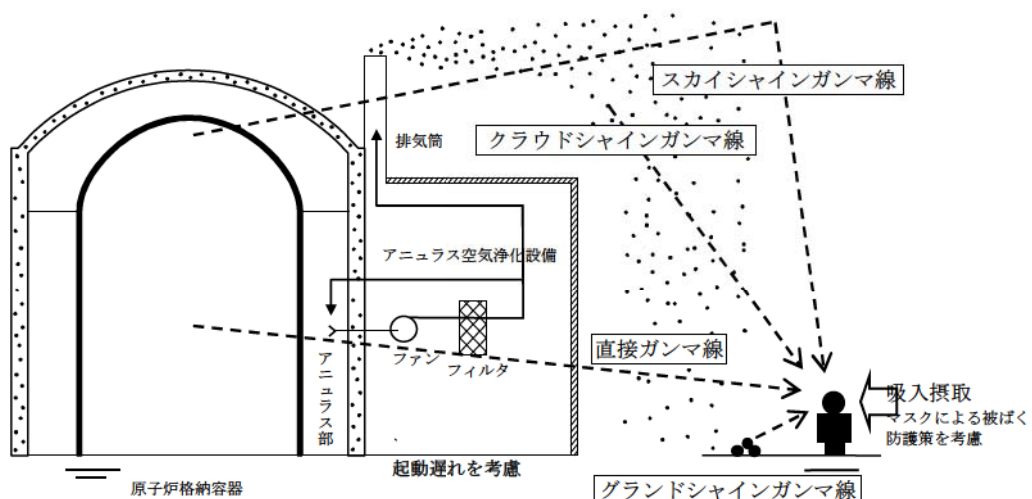 スカイシャインガンマ線
クラウドシャインガンマ線
排気筒
アニュラス空気浄化設備
直接ガンマ線
ファン
フィルタ
アニュラス部
吸入摂取
マスクによる被ばく
防護策を考慮
起動遅れを考慮
グランドシャインガンマ線
原子炉格納容器